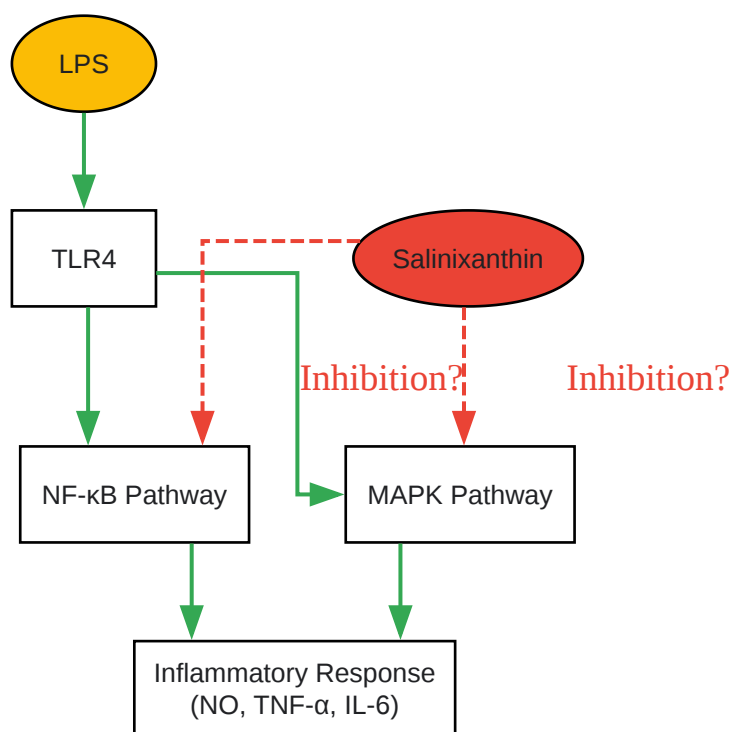 LPS
TLR4
Salinixanthin
Inhibition?
Inhibition?
NF-κB Pathway
MAPK Pathway
Inflammatory Response
(NO, TNF-α, IL-6)